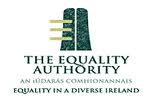 THE EQUALITY
AUTHORITY
AN tÚDARÁS COMHIONANNAIS
EQUALITY IN A DIVERSE IRELAND